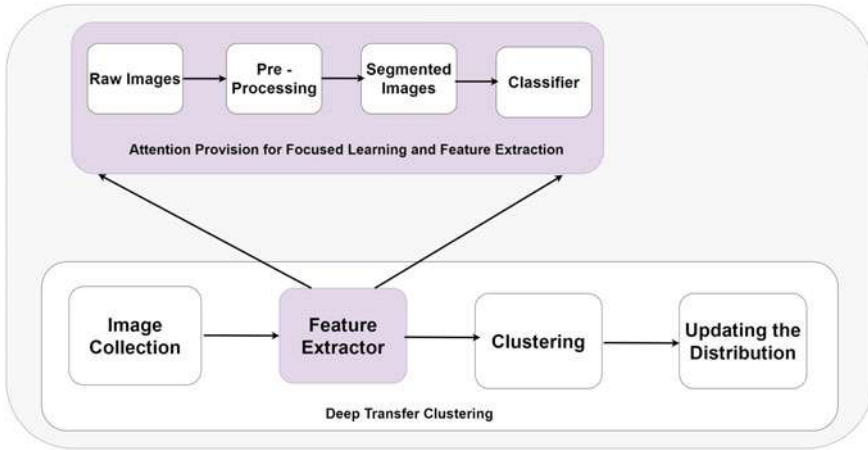 Raw Images
Pre -
Processing
Segmented
Images
Classifier
Attention Provision for Focused Learning and Feature Extraction
Image
Collection
Feature
Extractor
Clustering
Updating the
Distribution
Deep Transfer Clustering